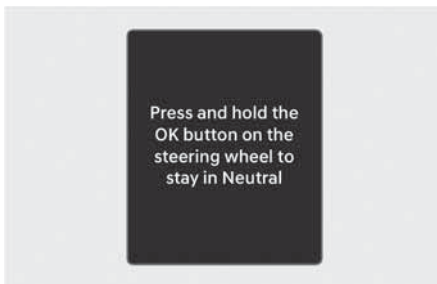 Press and hold the
OK button on the
steering wheel to
stay in Neutral